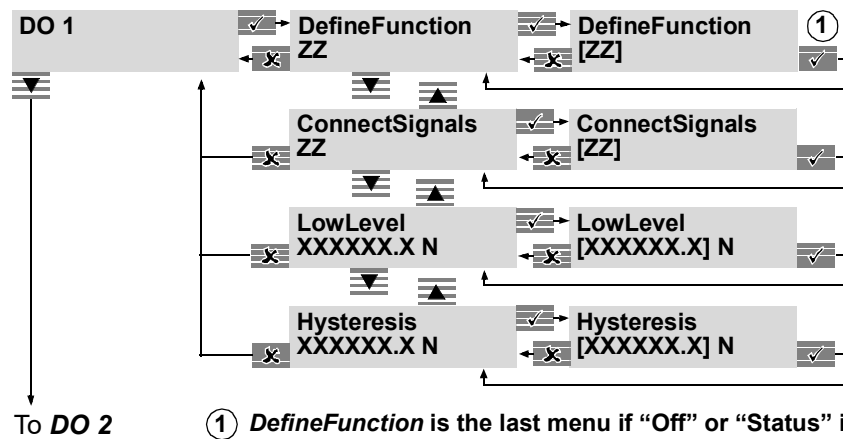 DO 1
DefineFunction
ZZ
DefineFunction
[ZZ]
1
ConnectSignals
ZZ
ConnectSignals
[ZZ]
LowLevel
XXXXXX.X N
LowLevel
[XXXXXX.X] N
Hysteresis
XXXXXX.X N
Hysteresis
[XXXXXX.X] N
To DO 2
1 DefineFunction is the last menu if “Off” or “Status” i